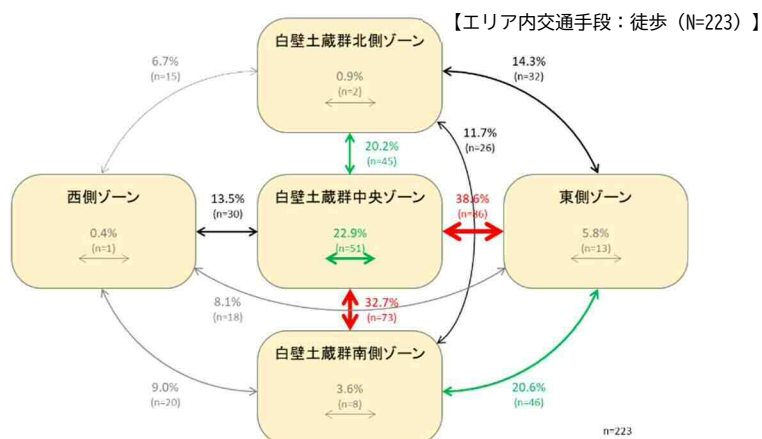 【エリア内交通手段：徒歩（N=223）】
白壁土蔵群北側ゾーン
0.9%
(n=2)
6.7%
(n=15)
14.3%
(n=32)
20.2%
(n=45)
11.7%
(n=26)
西側ゾーン
0.4%
(n=1)
13.5%
(n=30)
白壁土蔵群中央ゾーン
22.9%
(n=51)
38.6%
(n=86)
東側ゾーン
5.8%
(n=13)
8.1%
(n=18)
32.7%
(n=73)
白壁土蔵群南側ゾーン
3.6%
(n=8)
9.0%
(n=20)
20.6%
(n=46)
n=223